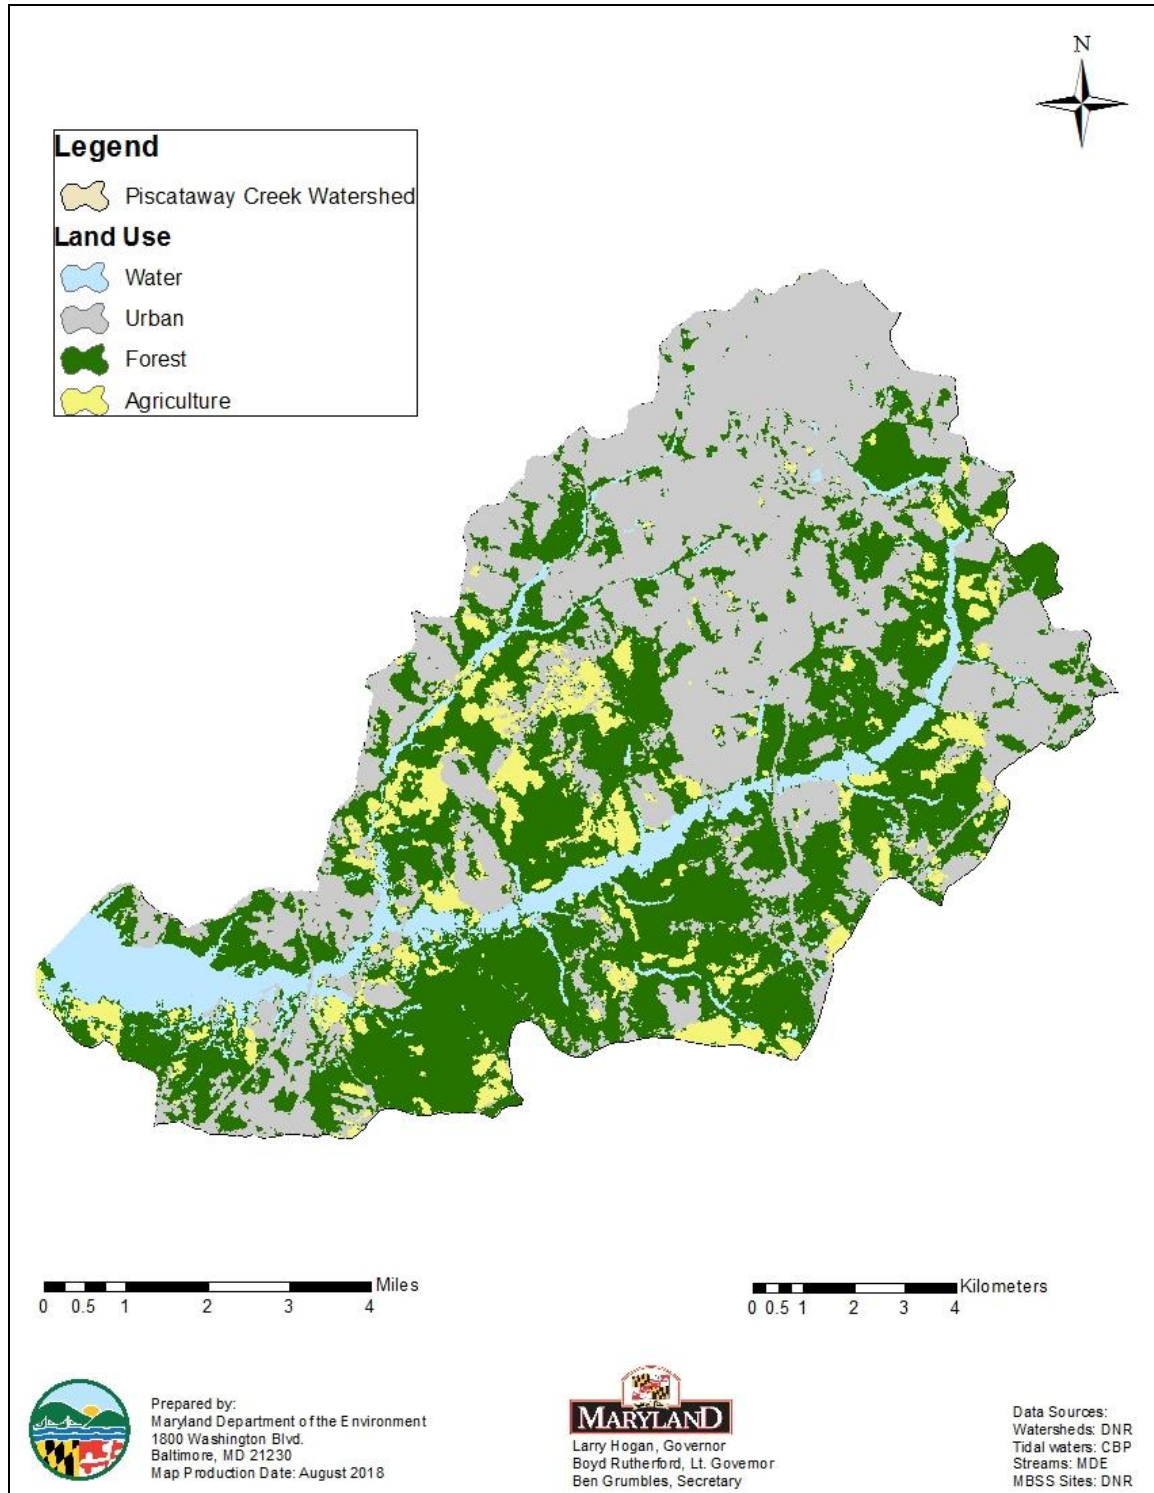 N
Legend
Piscataway Creek Watershed
Land Use
Water
Urban
Forest
Agriculture
Miles
0 0.5 1 2 3 4
Kilometers
0 0.5 1 2 3 4
Prepared by:
Maryland Department of the Environment
1800 Washington Blvd.
Baltimore, MD 21230
Map Production Date: August 2018
MARYLAND
Larry Hogan, Governor
Boyd Rutherford, Lt. Governor
Ben Grumbles, Secretary
Data Sources:
Watersheds: DNR
Tidal waters: CBP
Streams: MDE
MBSS Sites: DNR